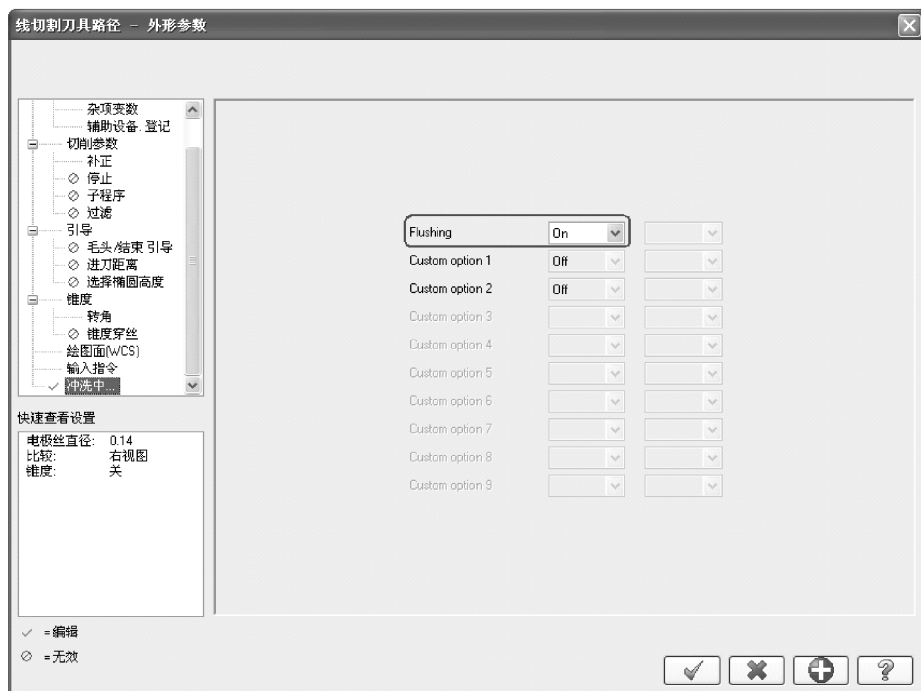 线切割刀具路径 - 外形参数
杂项变数
辅助设备.登记
切削参数
补正
停止
子程序
过滤
引导
毛头/结束 引导
进刀距离
选择椭圆高度
锥度
转角
锥度穿丝
绘图面(WCS)
输入指令
冲洗中...
快速查看设置
电极丝直径: 0.14
比较: 右视图
锥度: 关
=编辑
=无效
Flushing On
Custom option 1 Off
Custom option 2 Off
Custom option 3
Custom option 4
Custom option 5
Custom option 6
Custom option 7
Custom option 8
Custom option 9